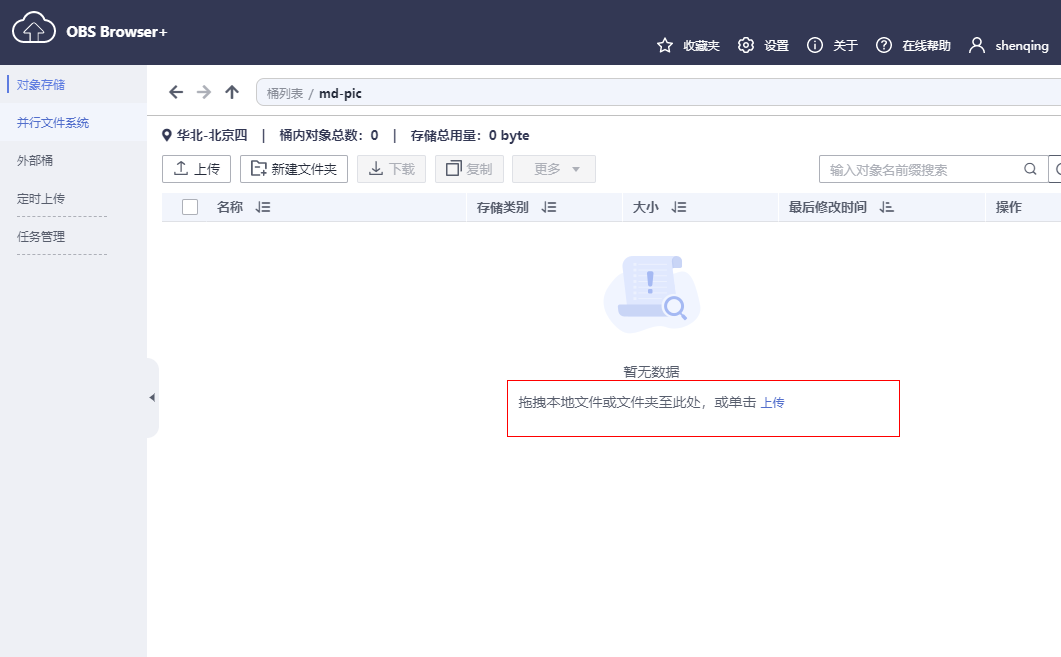 OBS Browser+
收藏夹 设置 关于 在线帮助 shenqing
对象存储
并行文件系统
外部桶
定时上传
任务管理
桶列表 / md-pic
华北-北京四 | 桶内对象总数：0 | 存储总用量：0 byte
上传 新建文件夹 下载 复制 更多 输入对象名前缀搜索
名称 存储类别 大小 最后修改时间 操作
暂无数据
拖拽本地文件或文件夹至此处，或单击 上传